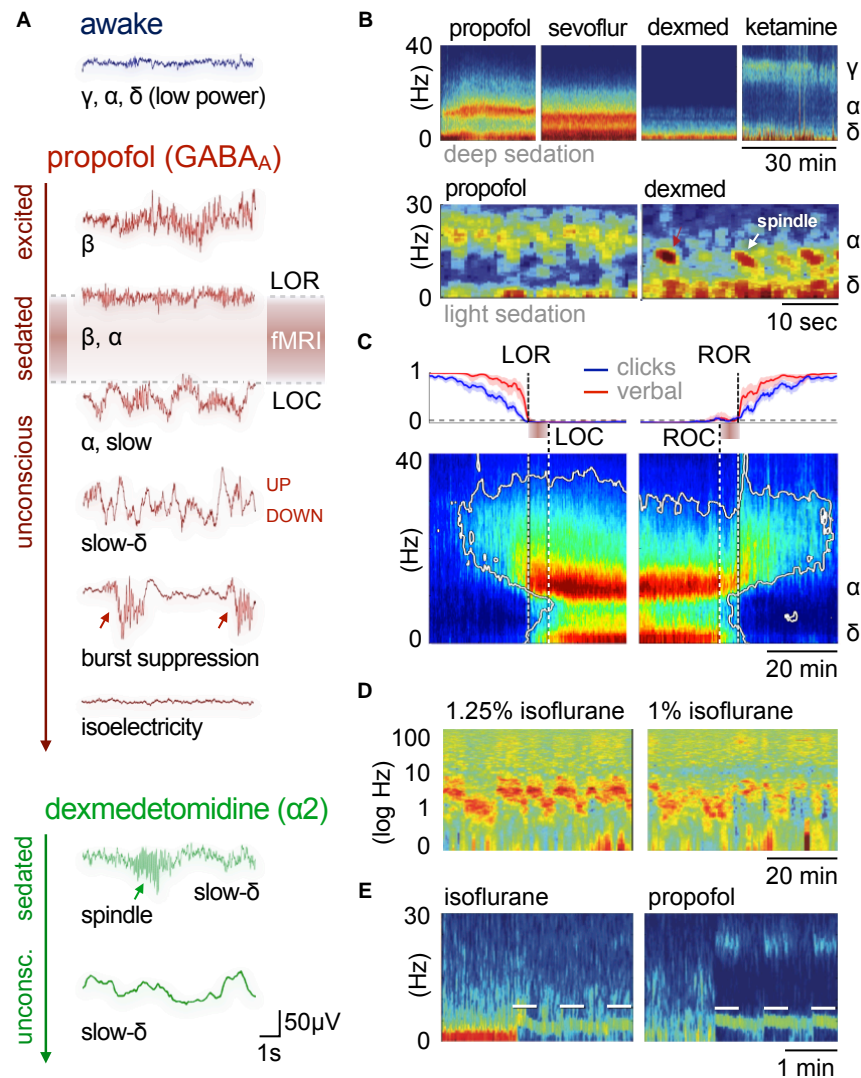 A
awake
γ, α, δ (low power)
propofol (GABAA)
excited
sedated
unconscious
β
LOR
β, α
fMRI
LOC
α, slow
UP
DOWN
slow-δ
burst suppression
isoelectricity
dexmedetomidine (α2)
sedated
unconsc.
spindle
slow-δ
slow-δ
50μV
1s
B
propofol
sevoflur
dexmed
ketamine
40
(Hz)
0
γ
α
δ
deep sedation
30 min
propofol
dexmed
30
(Hz)
0
spindle
α
δ
light sedation
10 sec
C
LOR
clicks
verbal
ROR
1
0
LOC
ROC
40
(Hz)
0
α
δ
20 min
D
1.25% isoflurane
1% isoflurane
100
10
1
0
(log Hz)
20 min
E
isoflurane
propofol
30
(Hz)
0
1 min